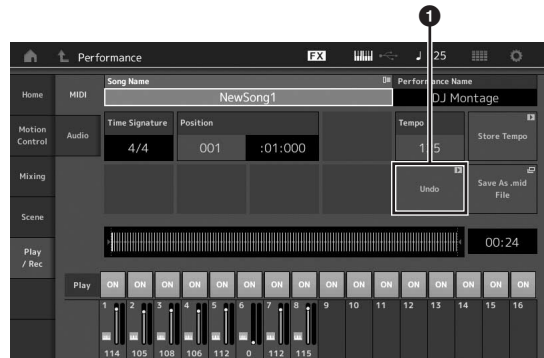 1
Performance FX 25
Song Name Performance Name
Home MIDI NewSong1 DJ Montage
Motion Control Audio Time Signature Position Tempo Store Tempo
4/4 001 :01:000
Mixing Undo Save As .mid File
Scene
Play / Rec 00:24
Play ON ON ON ON ON ON ON ON ON ON ON ON ON ON ON ON
1 2 3 4 5 6 7 8 9 10 11 12 13 14 15 16
114 105 108 106 112 0 112 115